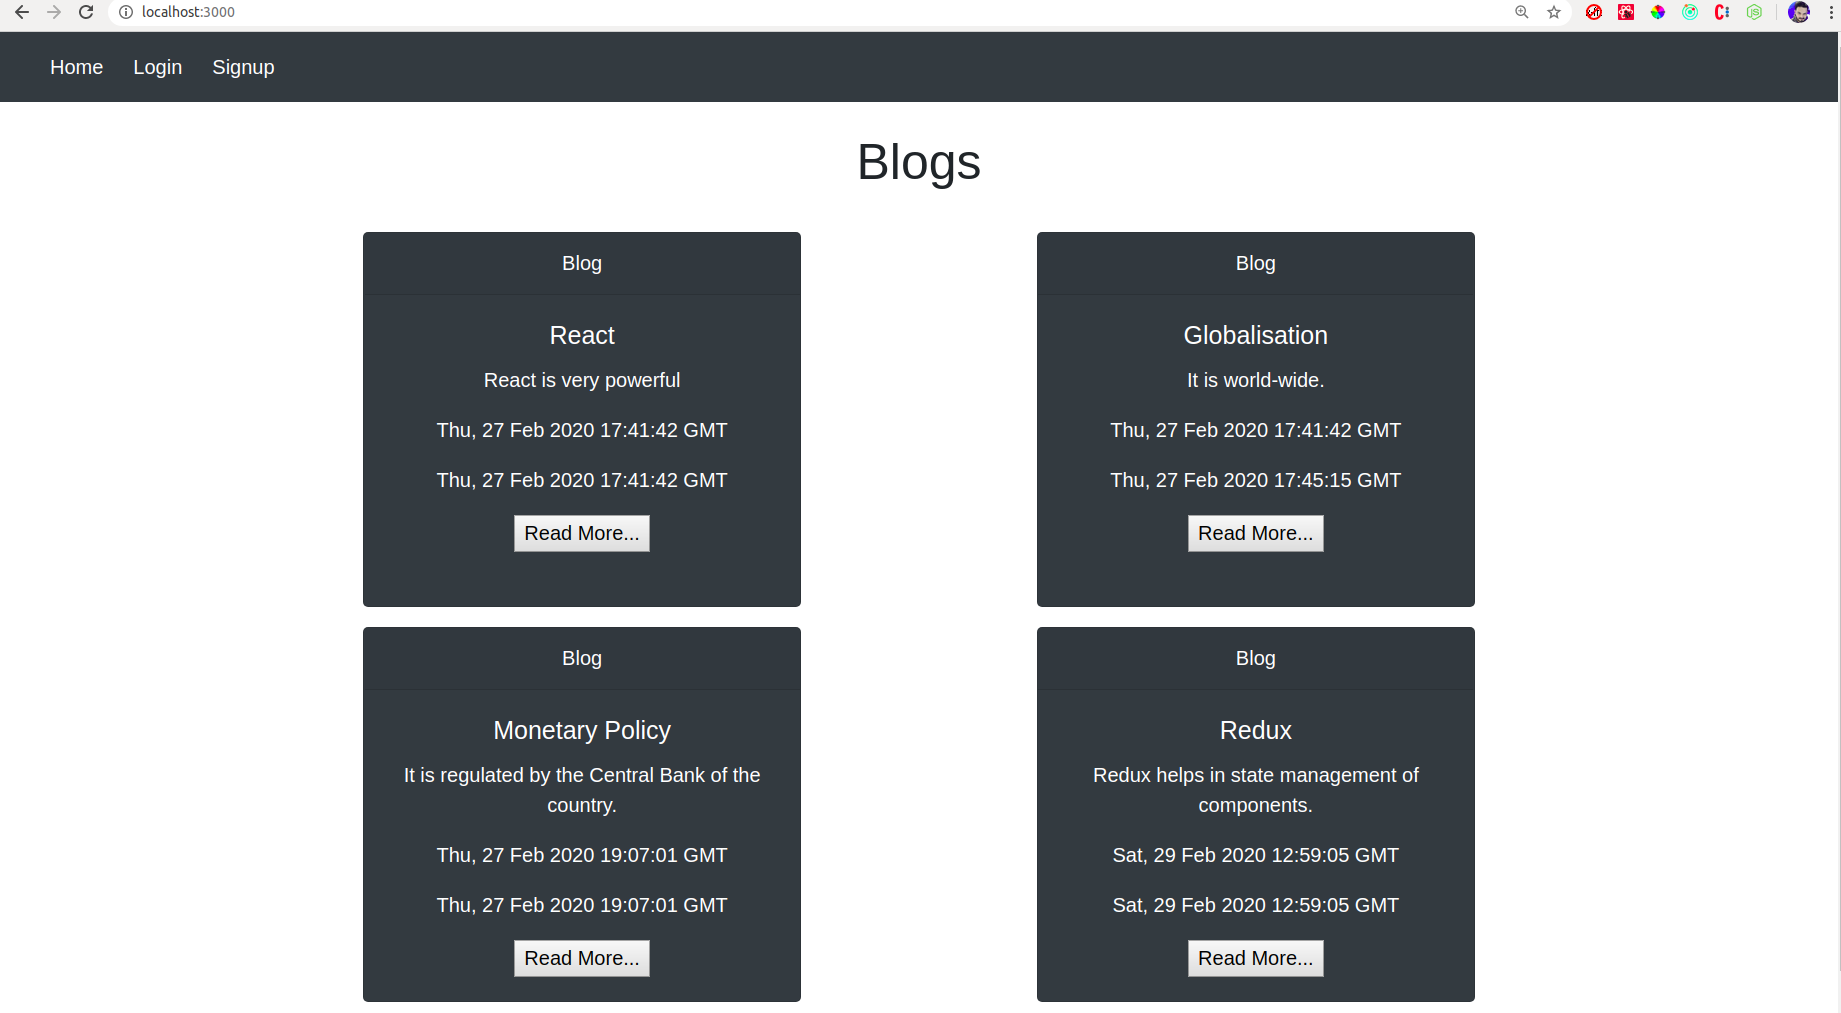 localhost:3000
Home Login Signup
Blogs
Blog
React
React is very powerful
Thu, 27 Feb 2020 17:41:42 GMT
Thu, 27 Feb 2020 17:41:42 GMT
Read More...
Blog
Globalisation
It is world-wide.
Thu, 27 Feb 2020 17:41:42 GMT
Thu, 27 Feb 2020 17:45:15 GMT
Read More...
Blog
Monetary Policy
It is regulated by the Central Bank of the
country.
Thu, 27 Feb 2020 19:07:01 GMT
Thu, 27 Feb 2020 19:07:01 GMT
Read More...
Blog
Redux
Redux helps in state management of
components.
Sat, 29 Feb 2020 12:59:05 GMT
Sat, 29 Feb 2020 12:59:05 GMT
Read More...